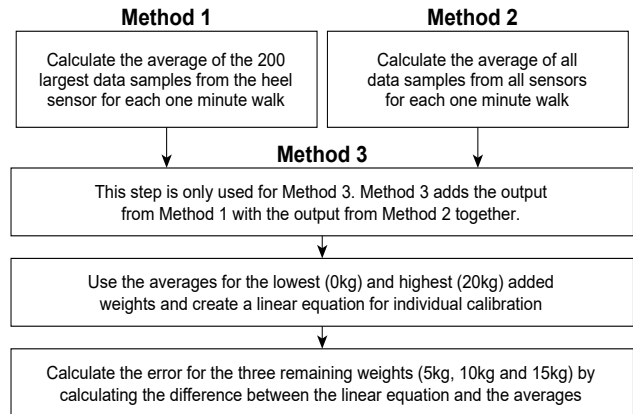 Method 1
Calculate the average of the 200
largest data samples from the heel
sensor for each one minute walk
Method 2
Calculate the average of all
data samples from all sensors
for each one minute walk
Method 3
This step is only used for Method 3. Method 3 adds the output
from Method 1 with the output from Method 2 together.
Use the averages for the lowest (0kg) and highest (20kg) added
weights and create a linear equation for individual calibration
Calculate the error for the three remaining weights (5kg, 10kg and 15kg) by
calculating the difference between the linear equation and the averages